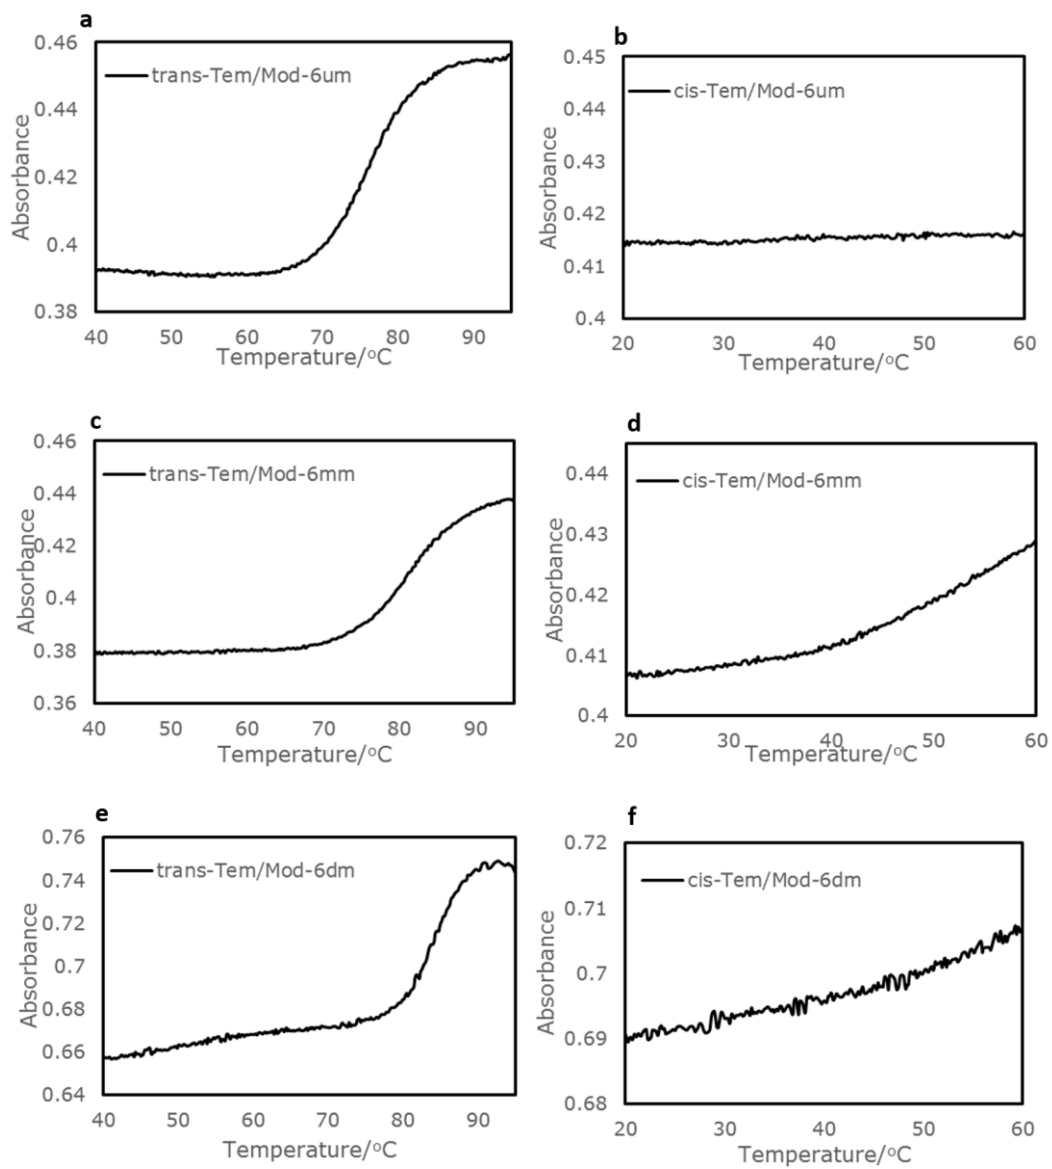 a
0.46
0.44
0.42
0.4
0.38
Absorbance
trans-Tem/Mod-6um
40 50 60 70 80 90
Temperature/°C
b
0.45
0.44
0.43
0.42
0.41
0.4
Absorbance
cis-Tem/Mod-6um
20 30 40 50 60
Temperature/°C
c
0.46
0.44
0.42
0.4
0.38
0.36
Absorbance
trans-Tem/Mod-6mm
40 50 60 70 80 90
Temperature/°C
d
0.44
0.43
0.42
0.41
0.4
Absorbance
cis-Tem/Mod-6mm
20 30 40 50 60
Temperature/°C
e
0.76
0.74
0.72
0.7
0.68
0.66
0.64
Absorbance
trans-Tem/Mod-6dm
40 50 60 70 80 90
Temperature/°C
f
0.72
0.71
0.7
0.69
0.68
Absorbance
cis-Tem/Mod-6dm
20 30 40 50 60
Temperature/°C